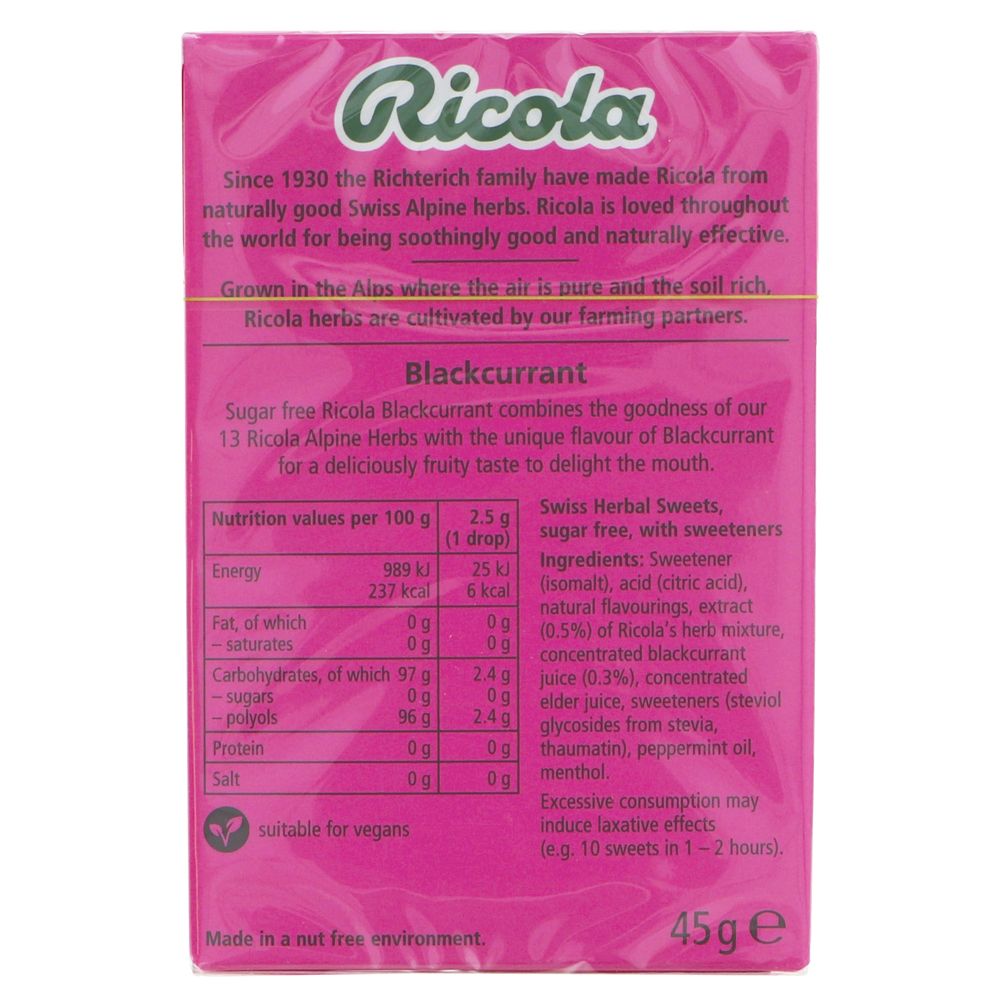 Ricola
Since 1930 the Richterich family have made Ricola from
naturally good Swiss Alpine herbs. Ricola is loved throughout
the world for being soothingly good and naturally effective.
Grown in the Alps where the air is pure and the soil rich,
Ricola herbs are cultivated by our farming partners.
Blackcurrant
Sugar free Ricola Blackcurrant combines the goodness of our
13 Ricola Alpine Herbs with the unique flavour of Blackcurrant
for a deliciously fruity taste to delight the mouth.
Nutrition values per 100 g 2.5 g
(1 drop)
Energy 989 kJ 25 kJ
237 kcal 6 kcal
Fat, of which 0 g 0 g
– saturates 0 g 0 g
Carbohydrates, of which 97 g 2.4 g
– sugars 0 g 0 g
– polyols 96 g 2.4 g
Protein 0 g 0 g
Salt 0 g 0 g
suitable for vegans
Swiss Herbal Sweets,
sugar free, with sweeteners
Ingredients: Sweetener
(isomalt), acid (citric acid),
natural flavourings, extract
(0.5%) of Ricola's herb mixture,
concentrated blackcurrant
juice (0.3%), concentrated
elder juice, sweeteners (steviol
glycosides from stevia,
thaumatin), peppermint oil,
menthol.
Excessive consumption may
induce laxative effects
(e.g. 10 sweets in 1 – 2 hours).
Made in a nut free environment.
45 g ℮